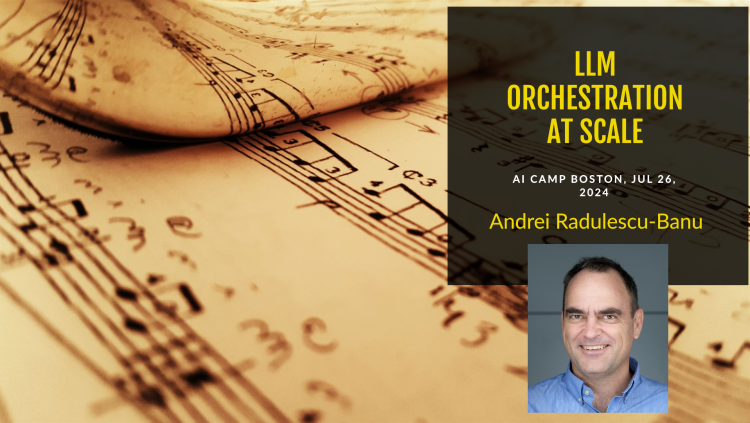 LLM
ORCHESTRATION
AT SCALE
AI CAMP BOSTON, JUL 26,
2024
Andrei Radulescu-Banu